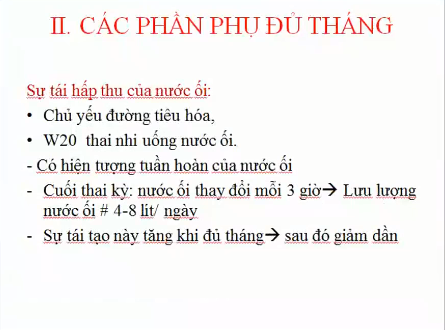 II. CÁC PHẦN PHỤ ĐỦ THÁNG
Sự tái hấp thu của nước ối:
• Chủ yếu đường tiêu hóa,
• W20 thai nhi uống nước ối.
- Có hiện tượng tuần hoàn của nước ối
- Cuối thai kỳ: nước ối thay đổi mỗi 3 giờ→ Lưu lượng
nước ối # 4-8 lít/ ngày
- Sự tái tạo này tăng khi đủ tháng→ sau đó giảm dần